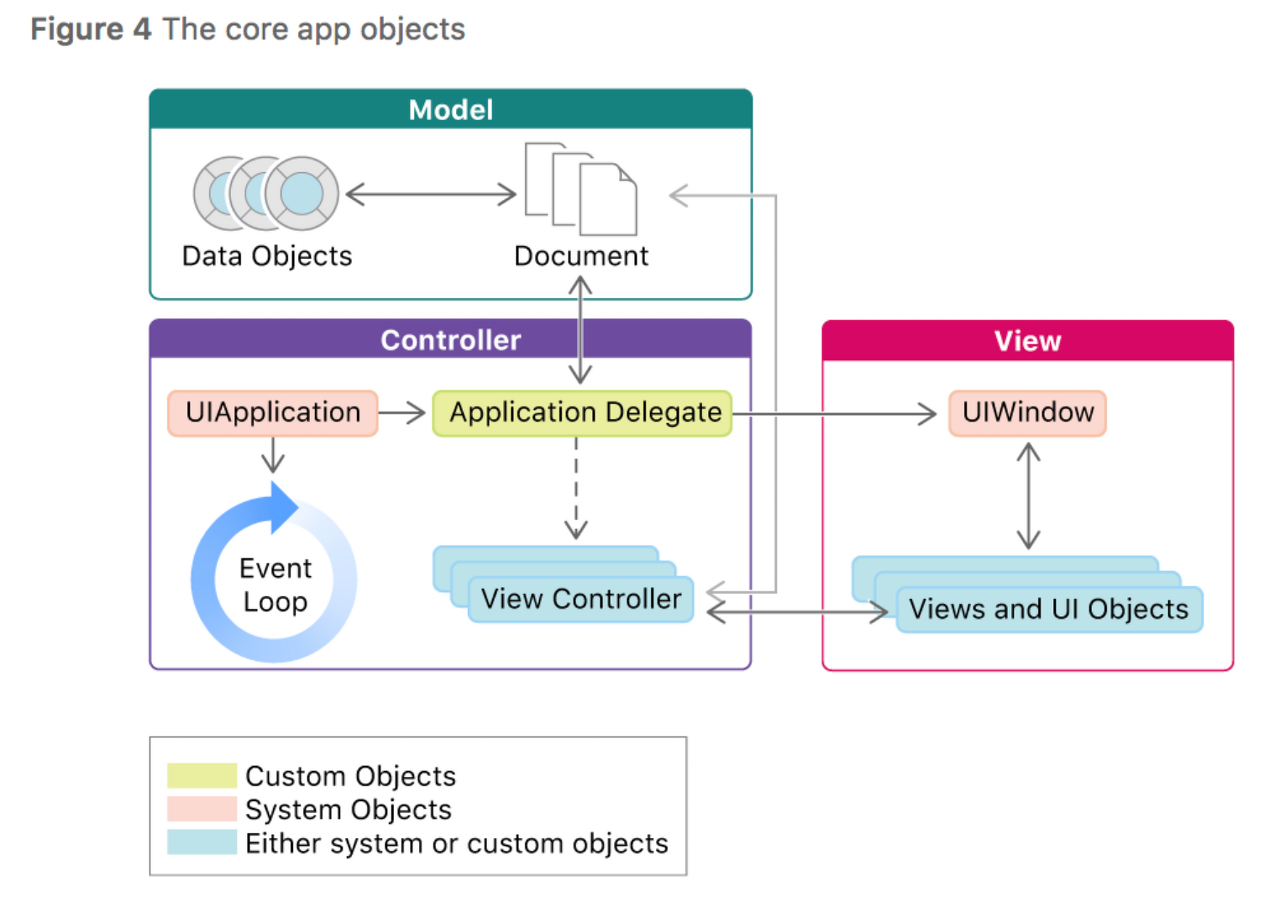 Figure 4 The core app objects
Model
Data Objects
Document
Controller
UIApplication
Application Delegate
Event
Loop
View Controller
View
UIWindow
Views and UI Objects
Custom Objects
System Objects
Either system or custom objects